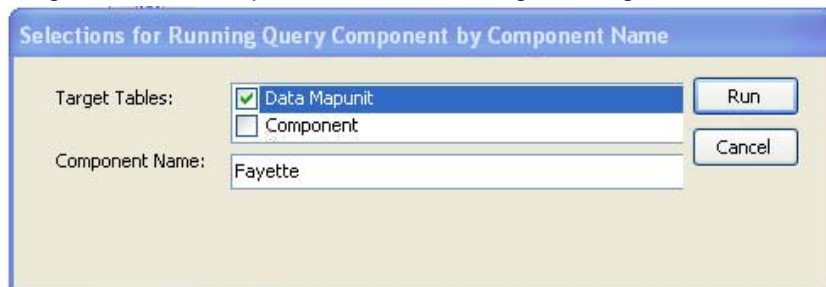 Selections for Running Query Component by Component Name
Target Tables:
Data Mapunit
Component
Run
Cancel
Component Name:
Fayette